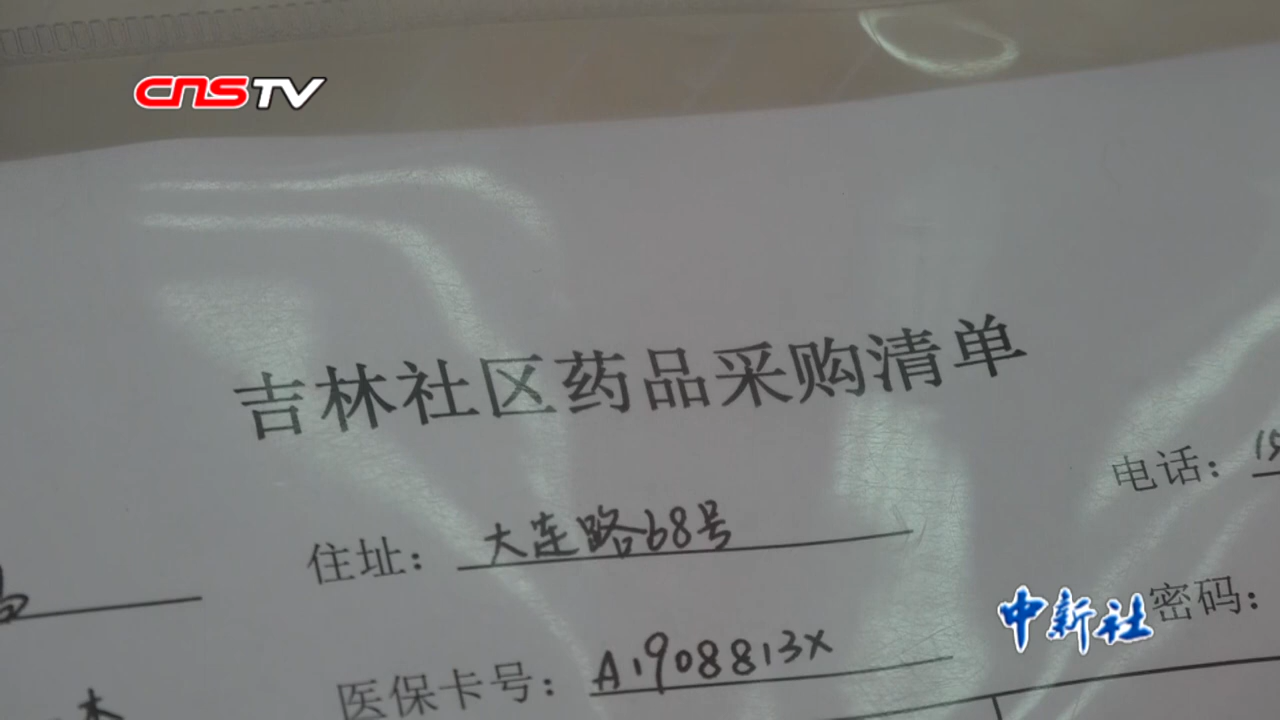 CNSTV
吉林社区药品采购清单
电话：15
住址：大连路68号
中新社
密码：
医保卡号：A1908813X